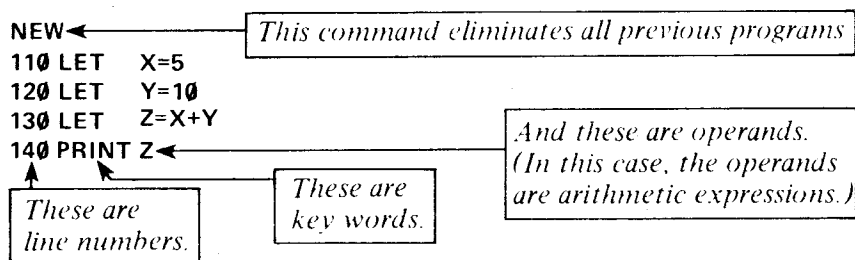 NEW
This command eliminates all previous programs
110 LET X=5
120 LET Y=10
130 LET Z=X+Y
140 PRINT Z
And these are operands.
(In this case, the operands
are arithmetic expressions.)
These are
key words.
These are
line numbers.